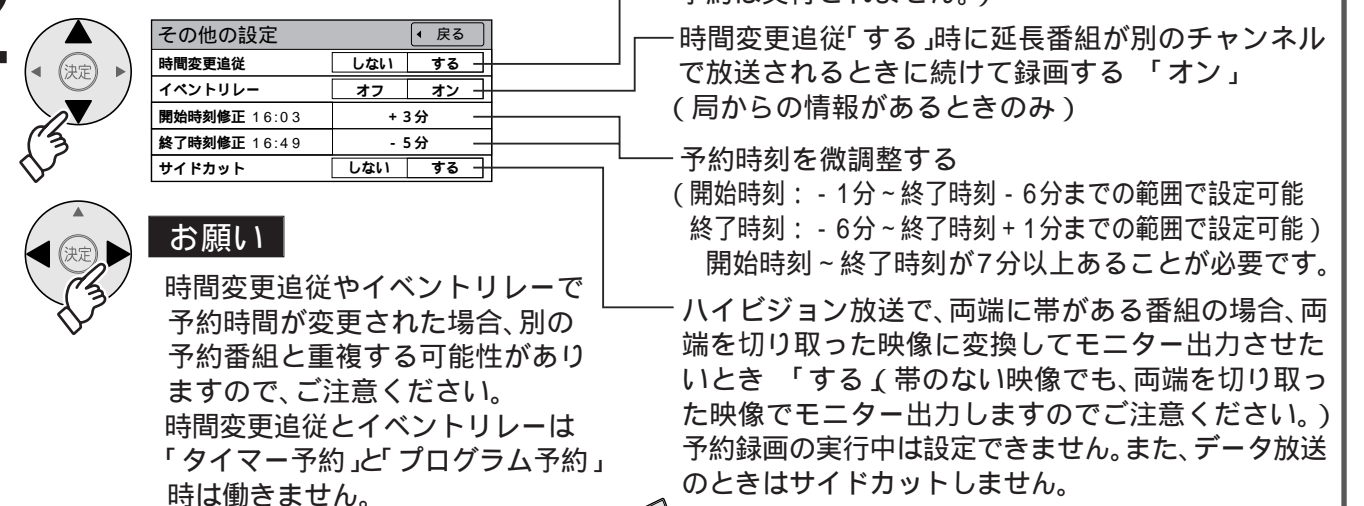 予約は実行されません。)
決定
その他の設定 戻る
時間変更追従 しない する
イベントリレー オフ オン
開始時刻修正 16:03 +3分
終了時刻修正 16:49 -5分
サイドカット しない する
時間変更追従「する」時に延長番組が別のチャンネル
で放送されるときに続けて録画する 「オン」
(局からの情報があるときのみ)
予約時刻を微調整する
(開始時刻:-1分~終了時刻-6分までの範囲で設定可能
終了時刻:-6分~終了時刻+1分までの範囲で設定可能)
開始時刻~終了時刻が7分以上あることが必要です。
ハイビジョン放送で、両端に帯がある番組の場合、両
端を切り取った映像に変換してモニター出力させた
いとき 「する」(帯のない映像でも、両端を切り取っ
た映像でモニター出力しますのでご注意ください。)
予約録画の実行中は設定できません。また、データ放送
のときはサイドカットしません。
決定
お願い
時間変更追従やイベントリレーで
予約時間が変更された場合、別の
予約番組と重複する可能性があり
ますので、ご注意ください。
時間変更追従とイベントリレーは
「タイマー予約」と「プログラム予約」
時は働きません。